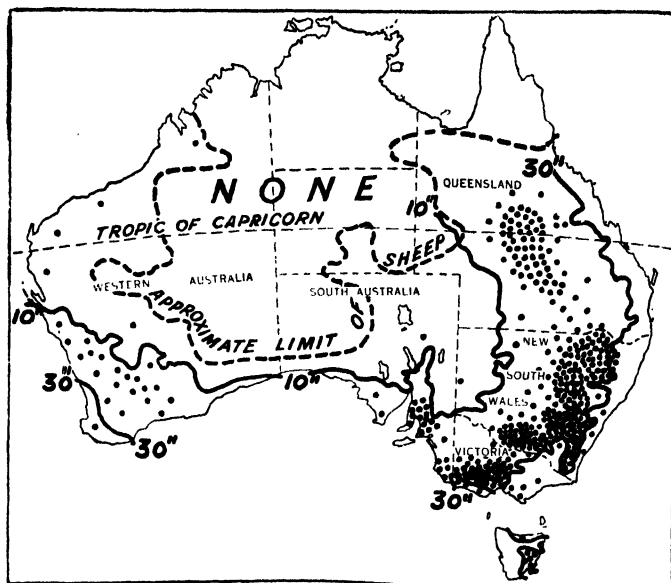 30"
QUEENSLAND
NONE
10"
TROPIC OF CAPRICORN
SHEEP
WESTERN AUSTRALIA
SOUTH AUSTRALIA
OF
APPROXIMATE LIMIT
10"
NEW
SOUTH
WALES
30"
10"
30"
VICTORIA
30"